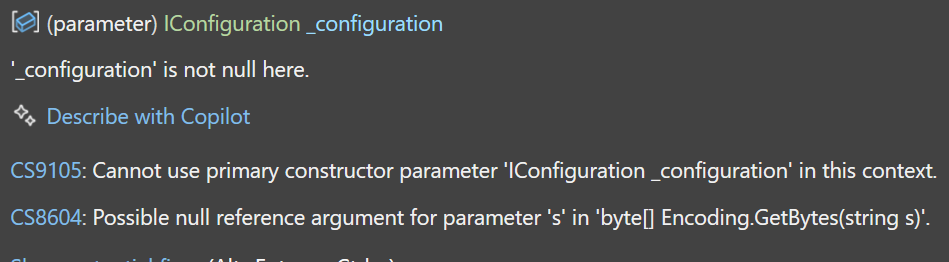 (parameter) IConfiguration _configuration
'_configuration' is not null here.
Describe with Copilot
CS9105: Cannot use primary constructor parameter 'IConfiguration _configuration' in this context.
CS8604: Possible null reference argument for parameter 's' in 'byte[] Encoding.GetBytes(string s)'.